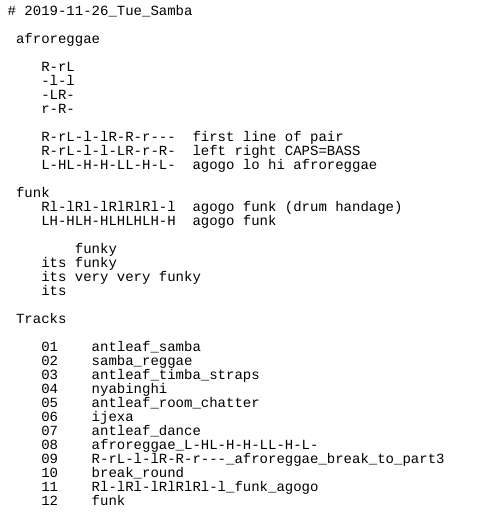 # 2019-11-26_Tue_Samba
afroreggae
R-rL
-l-l
-LR-
r-R-
R-rL-l-lR-R-r--- first line of pair
R-rL-l-l-LR-r-R- left right CAPS=BASS
L-HL-H-H-LL-H-L- agogo lo hi afroreggae
funk
Rl-lRl-lRlRlRl-l agogo funk (drum handage)
LH-HLH-HLHLHLH-H agogo funk
funky
its funky
its very very funky
its
Tracks
01 antleaf_samba
02 samba_reggae
03 antleaf_timba_straps
04 nyabinghi
05 antleaf_room_chatter
06 ijexa
07 antleaf_dance
08 afroreggae_L-HL-H-H-LL-H-L-
09 R-rL-l-lR-R-r---_afroreggae_break_to_part3
10 break_round
11 Rl-lRl-lRlRlRl-l_funk_agogo
12 funk